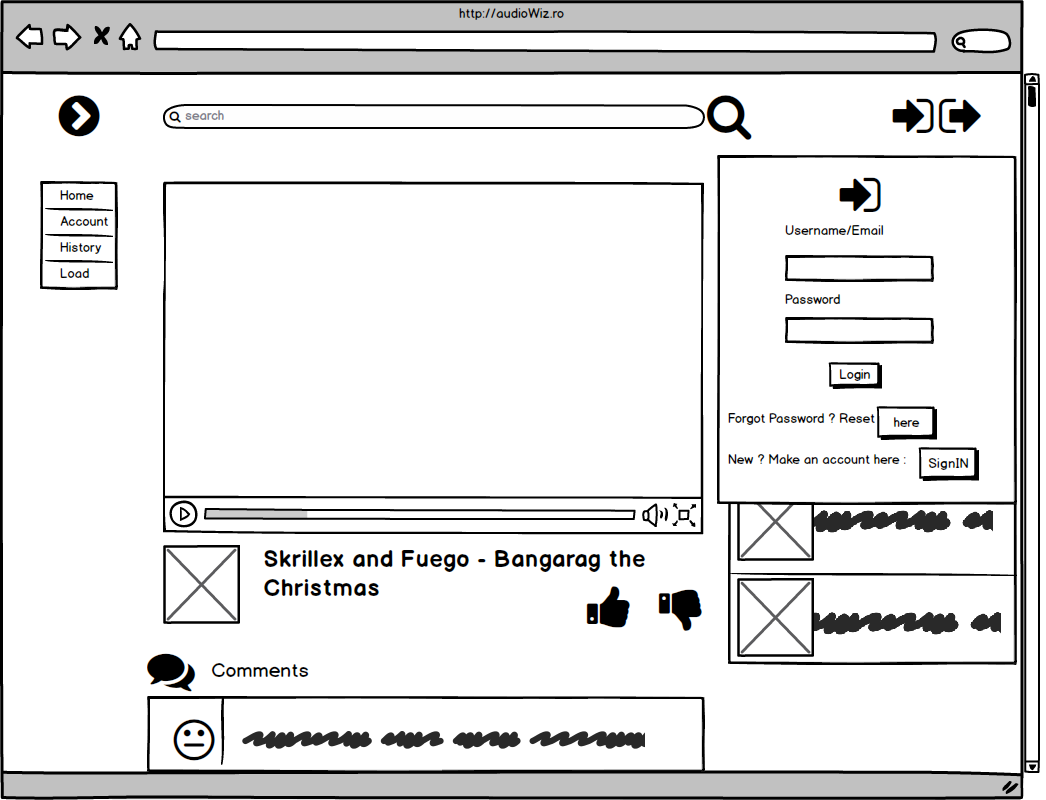 http://audioWiz.ro
search
Home
Account
History
Load
Username/Email
Password
Login
Forgot Password ? Reset here
New ? Make an account here : SignIN
Skrillex and Fuego - Bangarag the
Christmas
Comments